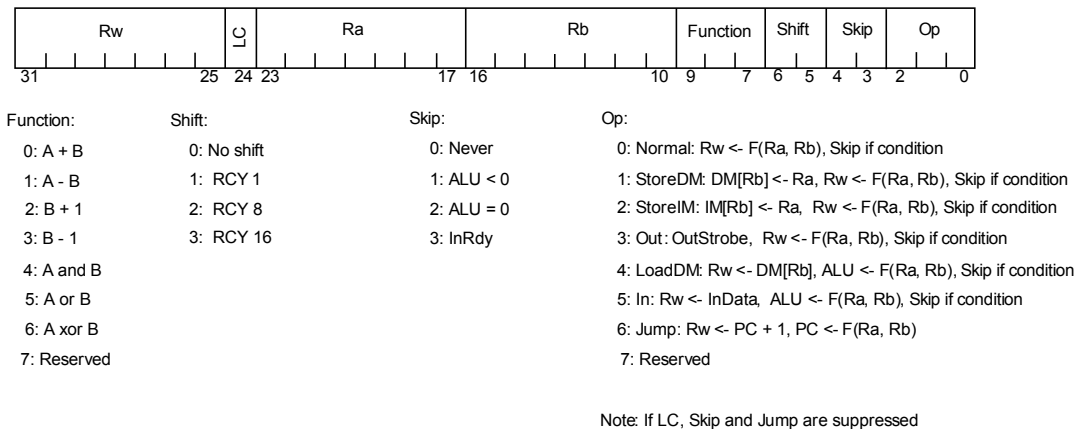 Rw LC Ra Rb Function Shift Skip Op
31 25 24 23 17 16 10 9 7 6 5 4 3 2 0
Function:
0: A + B
1: A - B
2: B + 1
3: B - 1
4: A and B
5: A or B
6: A xor B
7: Reserved
Shift:
0: No shift
1: RCY 1
2: RCY 8
3: RCY 16
Skip:
0: Never
1: ALU < 0
2: ALU = 0
3: InRdy
Op:
0: Normal: Rw <- F(Ra, Rb), Skip if condition
1: StoreDM: DM[Rb] <- Ra, Rw <- F(Ra, Rb), Skip if condition
2: StoreIM: IM[Rb] <- Ra, Rw <- F(Ra, Rb), Skip if condition
3: Out: OutStrobe, Rw <- F(Ra, Rb), Skip if condition
4: LoadDM: Rw <- DM[Rb], ALU <- F(Ra, Rb), Skip if condition
5: In: Rw <- InData, ALU <- F(Ra, Rb), Skip if condition
6: Jump: Rw <- PC + 1, PC <- F(Ra, Rb)
7: Reserved
Note: If LC, Skip and Jump are suppressed